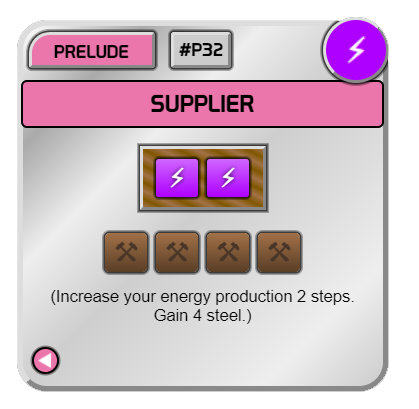 PRELUDE
#P32
SUPPLIER
(Increase your energy production 2 steps.
Gain 4 steel.)